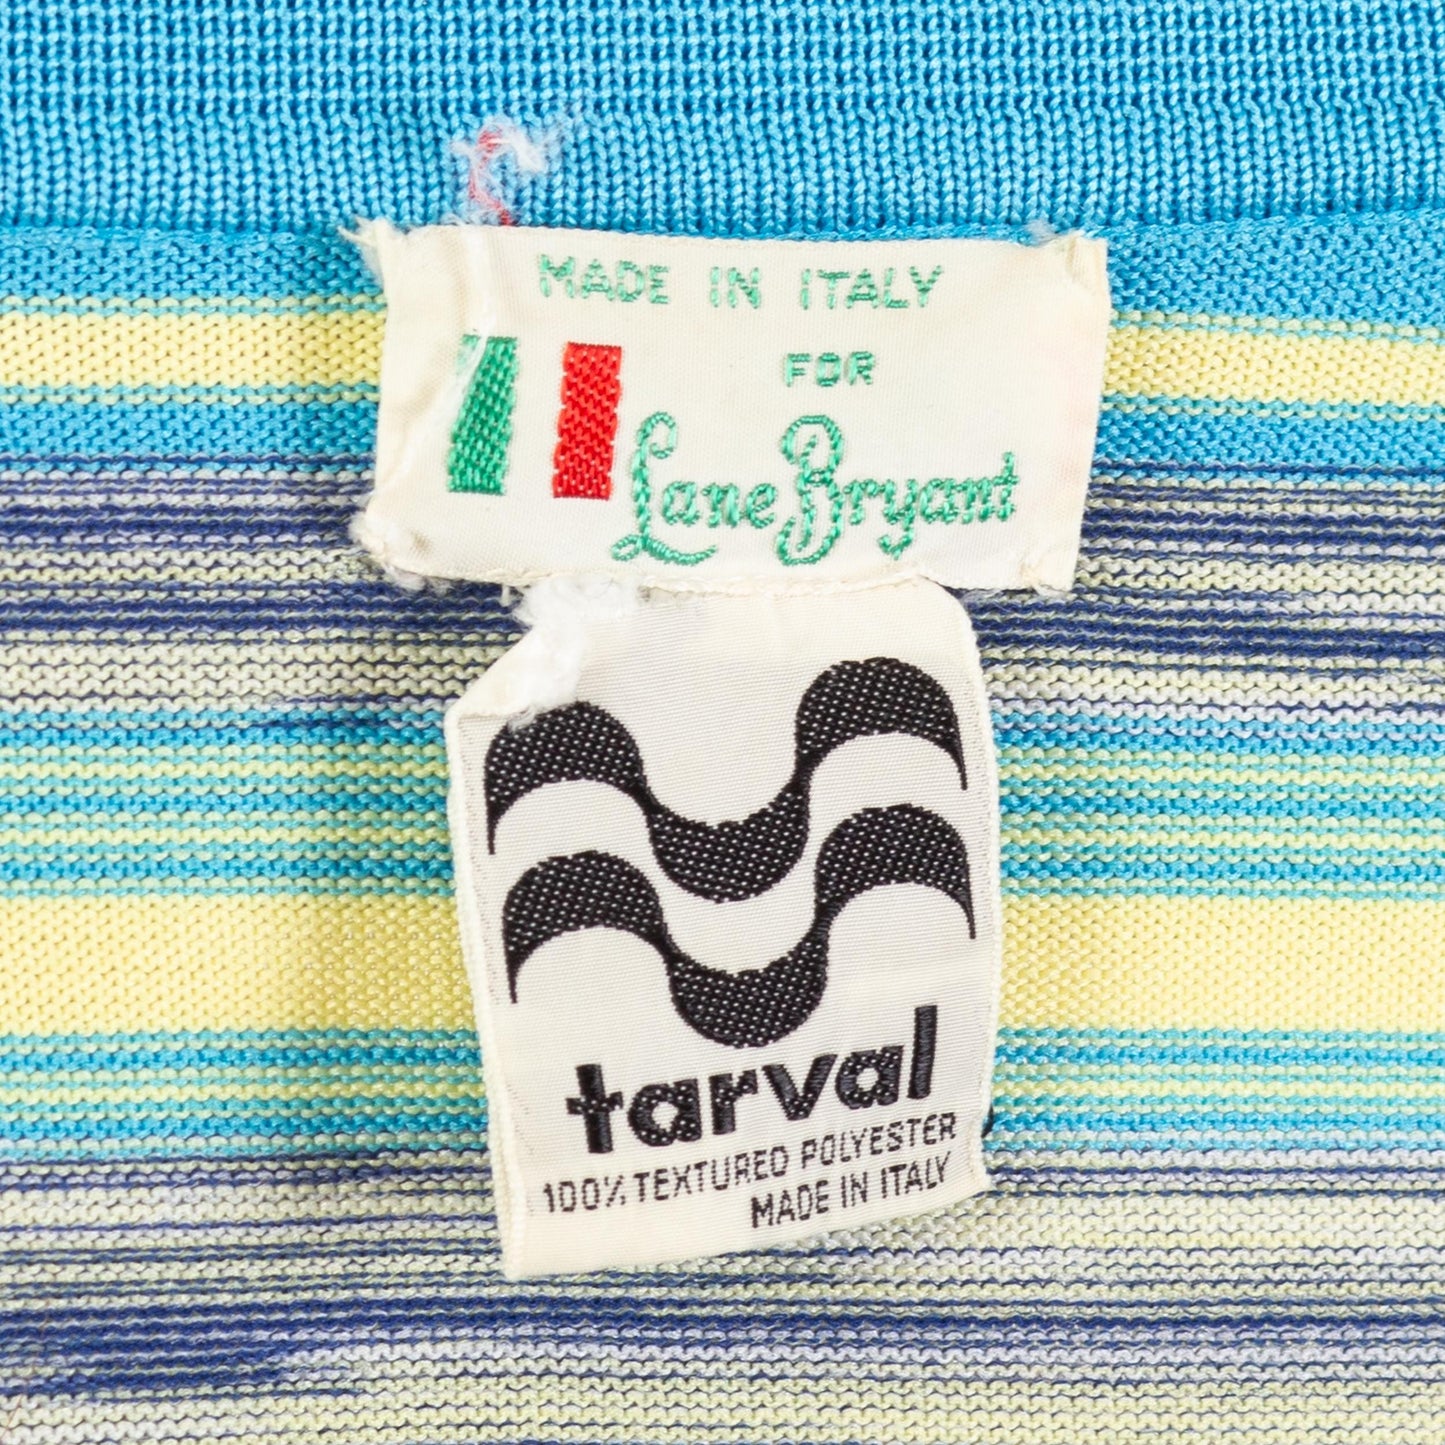 MADE IN ITALY
FOR
Lane Bryant
tarval
100% TEXTURED POLYESTER
MADE IN ITALY